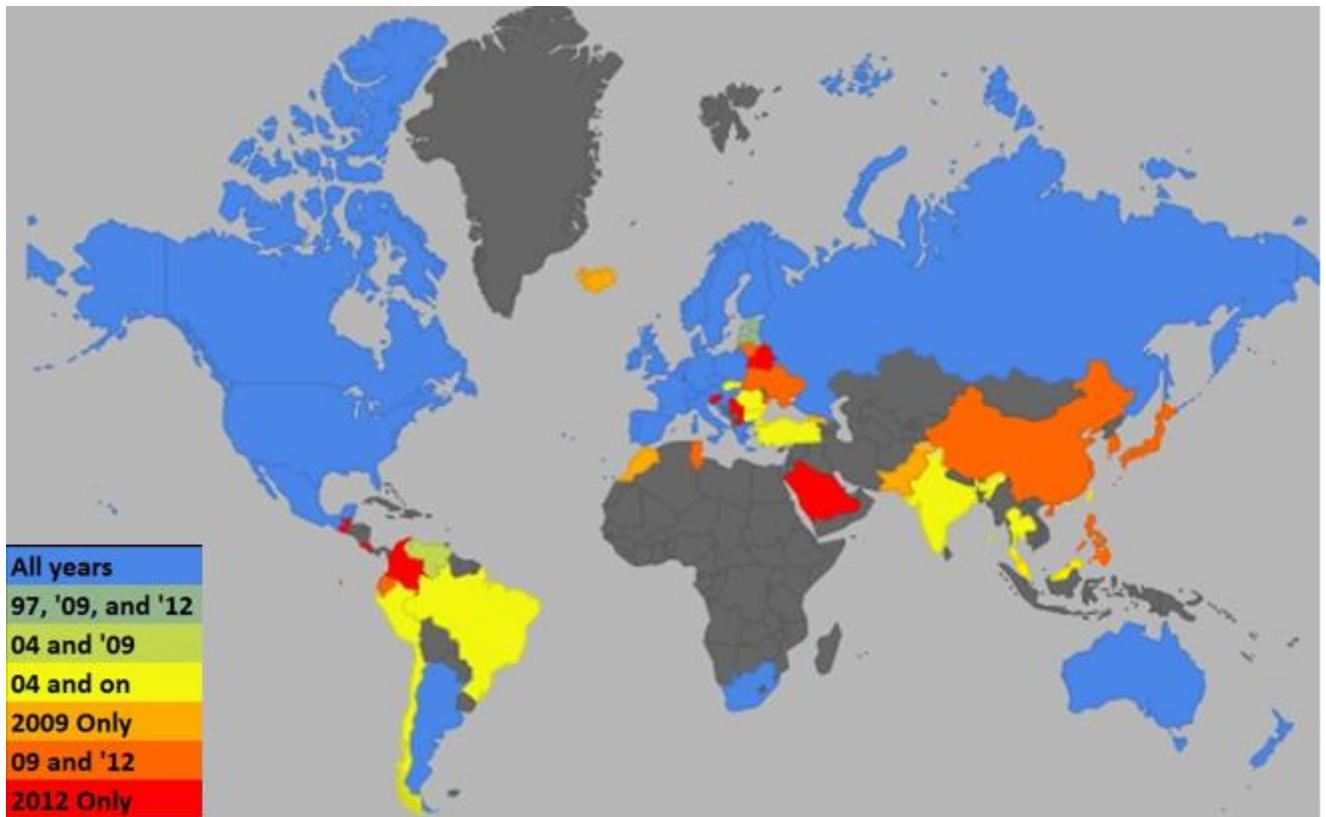 All years
97, '09, and '12
04 and '09
04 and on
2009 Only
09 and '12
2012 Only